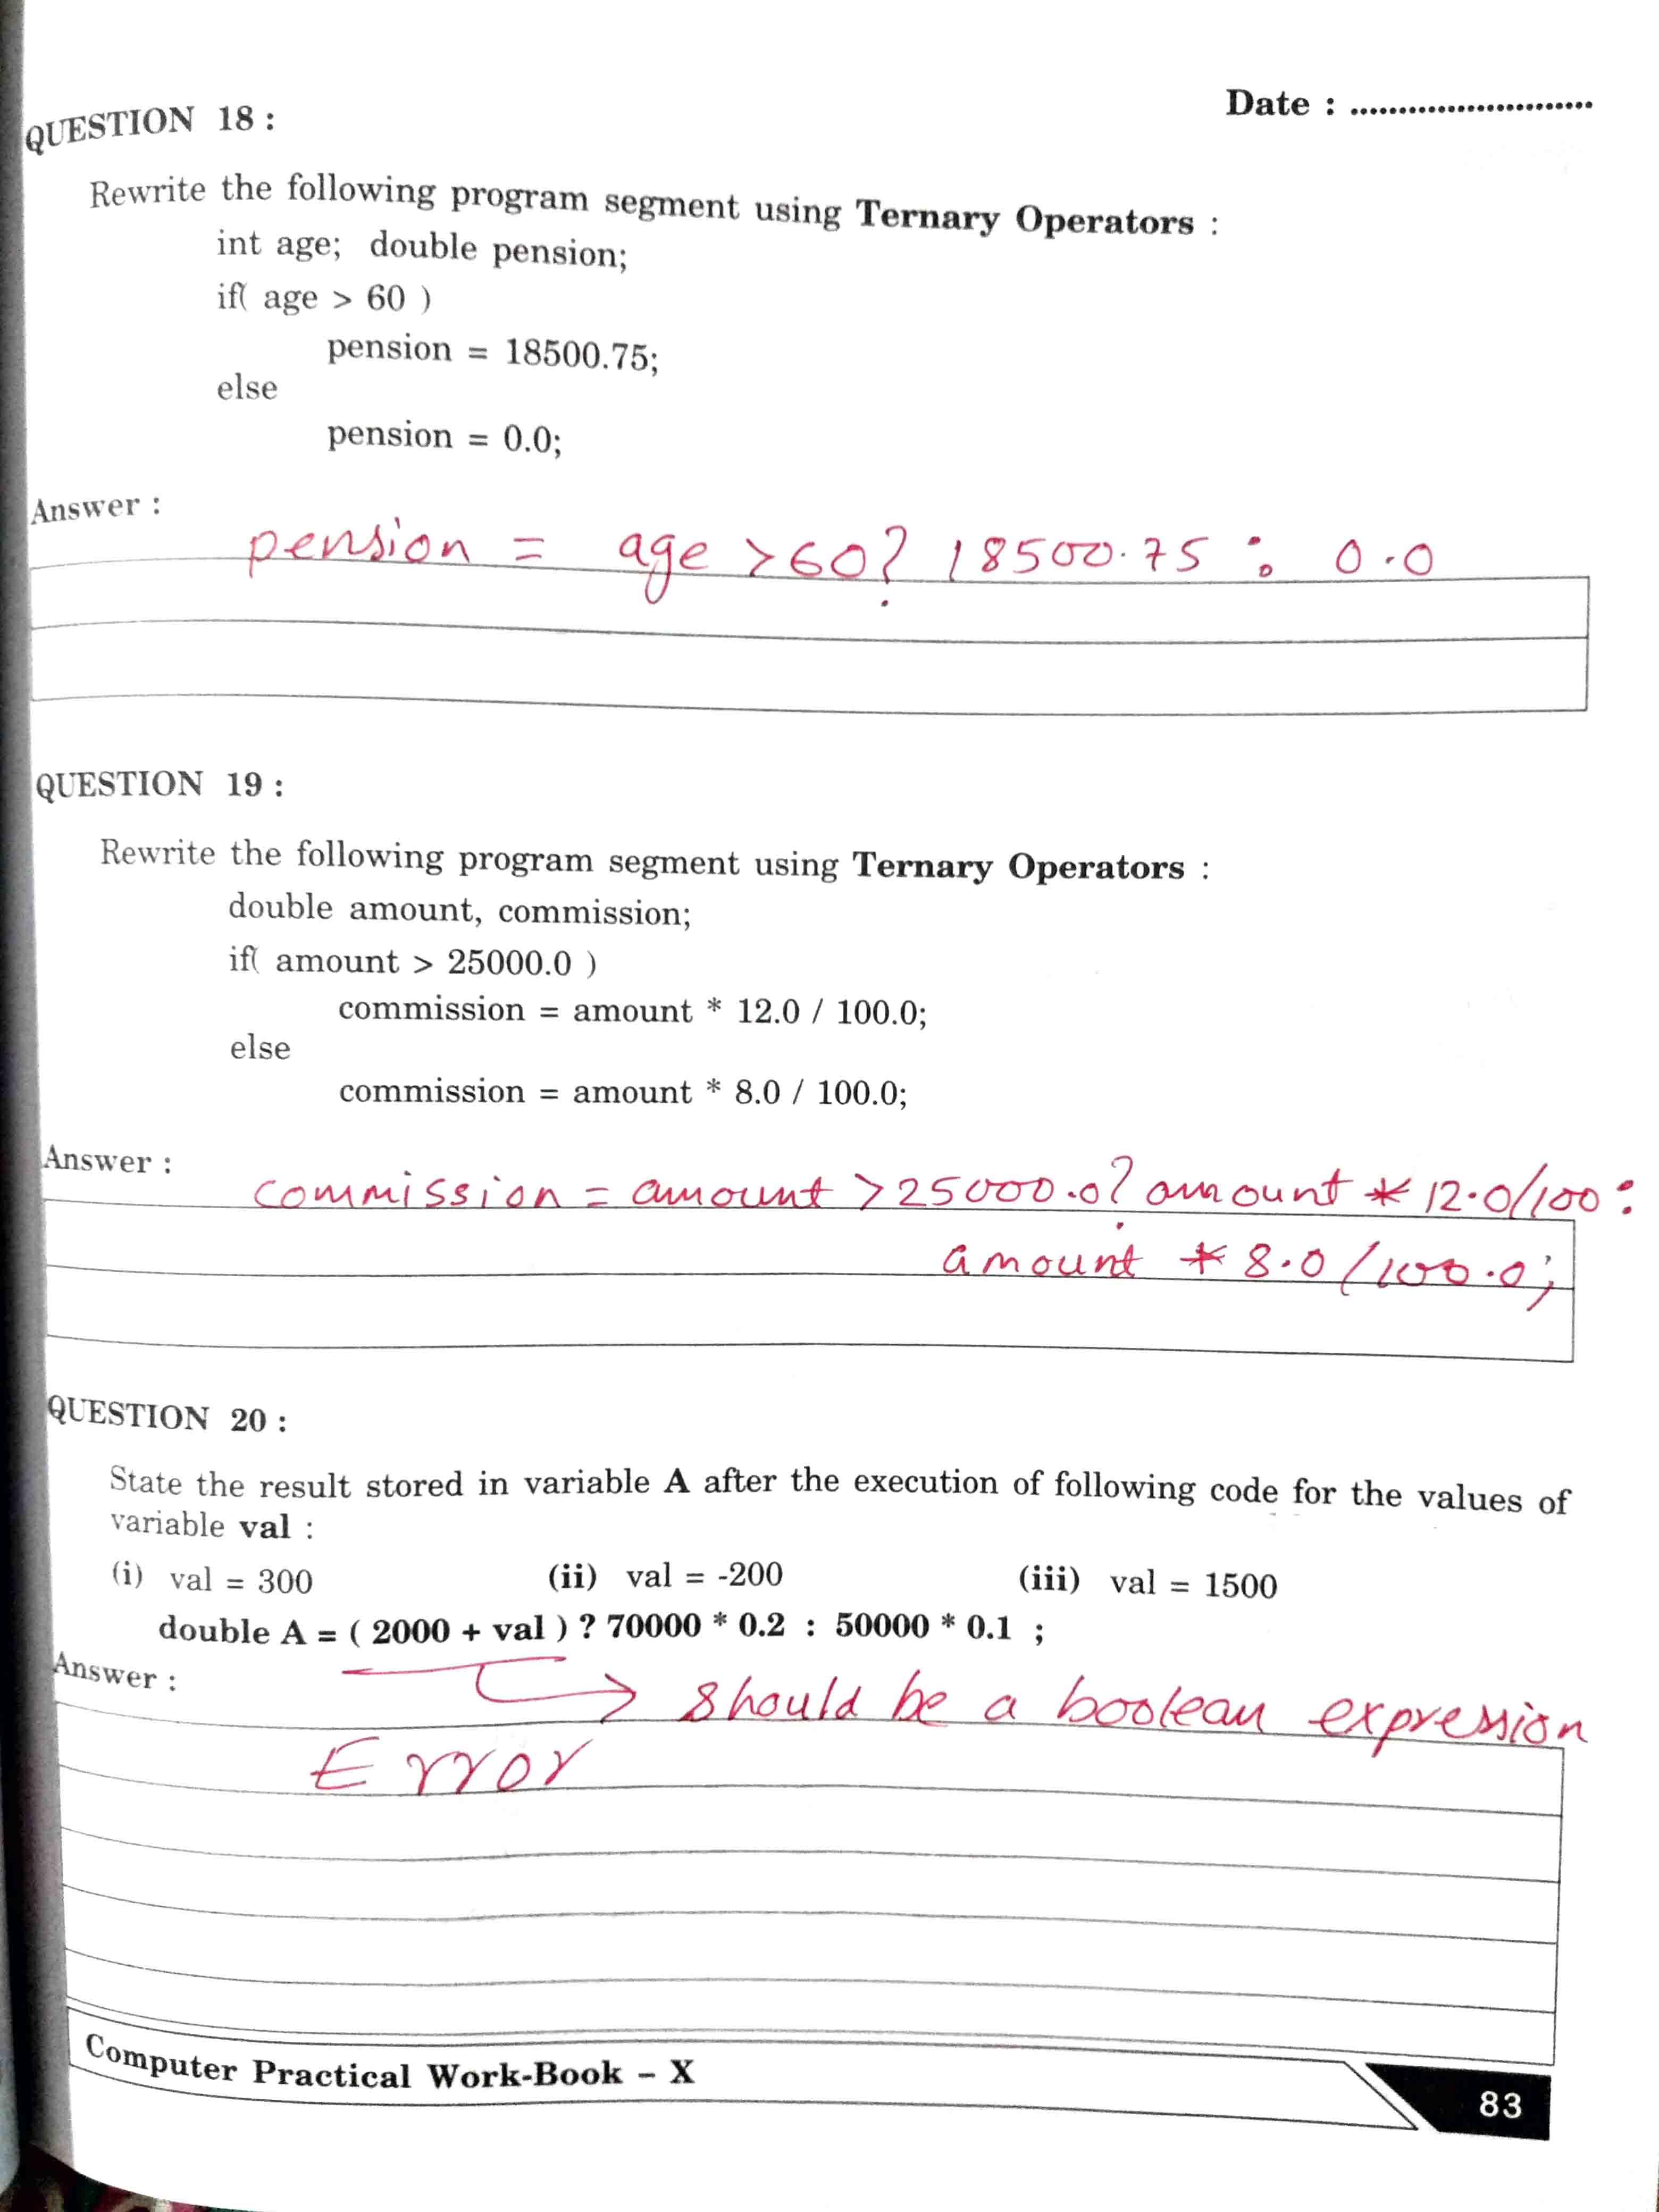 Date : .........................
QUESTION 18 :
Rewrite the following program segment using Ternary Operators :
int age; double pension;
if( age > 60 )
pension = 18500.75;
else
pension = 0.0;
Answer :
pension = age >60? 18500.75 : 0.0
QUESTION 19 :
Rewrite the following program segment using Ternary Operators :
double amount, commission;
if( amount > 25000.0 )
commission = amount * 12.0 / 100.0;
else
commission = amount * 8.0 / 100.0;
Answer :
commission = amount >25000.0? amount * 12.0/100 :
amount * 8.0 /100.0;
QUESTION 20 :
State the result stored in variable A after the execution of following code for the values of
variable val :
(i) val = 300 (ii) val = -200 (iii) val = 1500
double A = ( 2000 + val ) ? 70000 * 0.2 : 50000 * 0.1 ;
Answer :
should be a boolean expression
Error
Computer Practical Work-Book – X
83